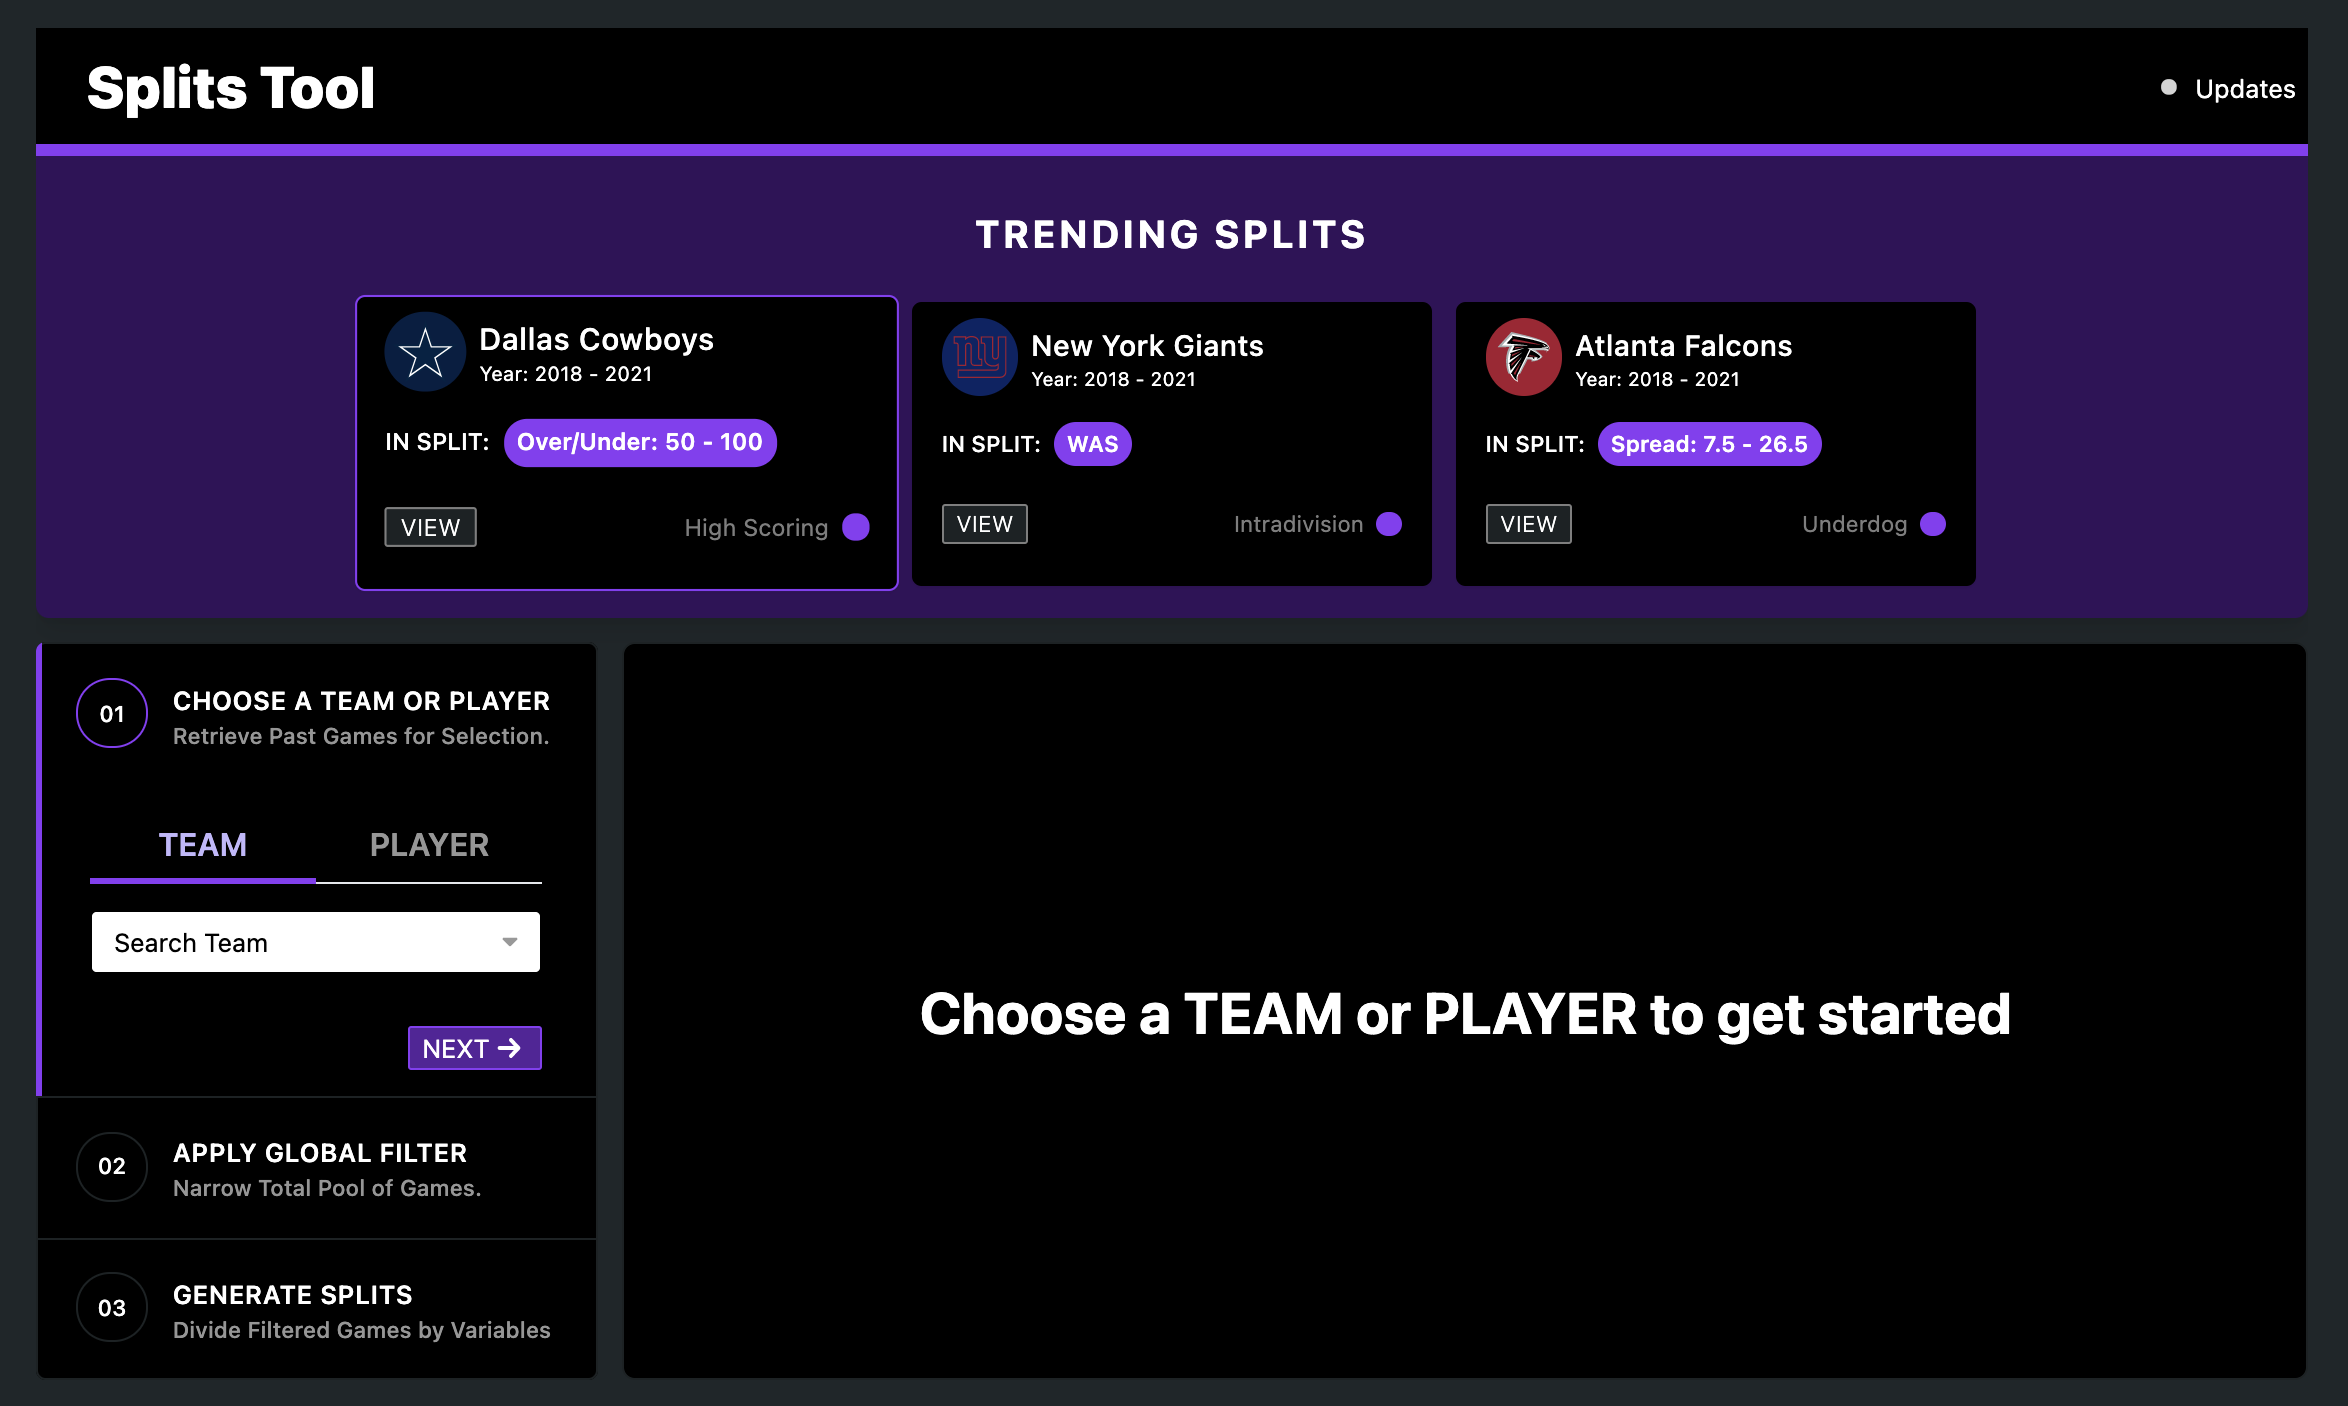 Splits Tool
Updates
TRENDING SPLITS
Dallas Cowboys
Year: 2018 - 2021
IN SPLIT: Over/Under: 50 - 100
VIEW High Scoring
ny
New York Giants
Year: 2018 - 2021
IN SPLIT: WAS
VIEW Intradivision
Atlanta Falcons
Year: 2018 - 2021
IN SPLIT: Spread: 7.5 - 26.5
VIEW Underdog
01
CHOOSE A TEAM OR PLAYER
Retrieve Past Games for Selection.
TEAM PLAYER
Search Team
NEXT →
02
APPLY GLOBAL FILTER
Narrow Total Pool of Games.
03
GENERATE SPLITS
Divide Filtered Games by Variables
Choose a TEAM or PLAYER to get started